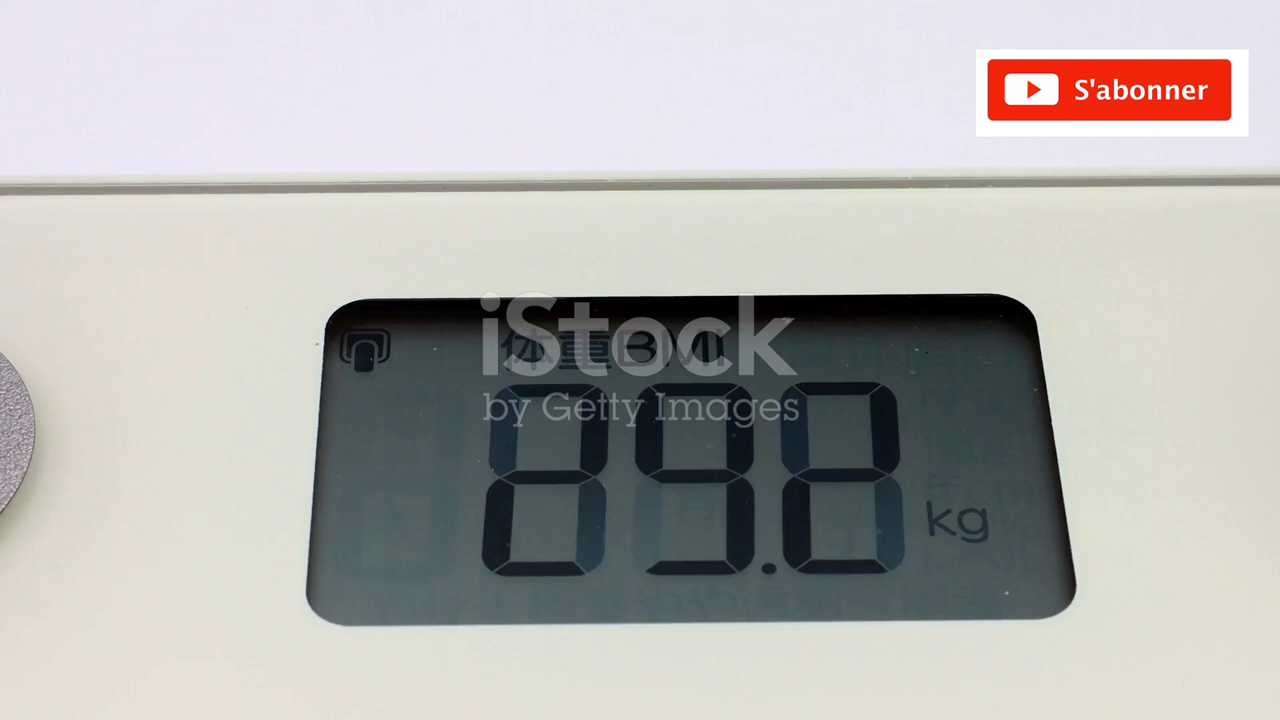 S'abonner
iStock
体重BMI
by Getty Images
89.8
kg